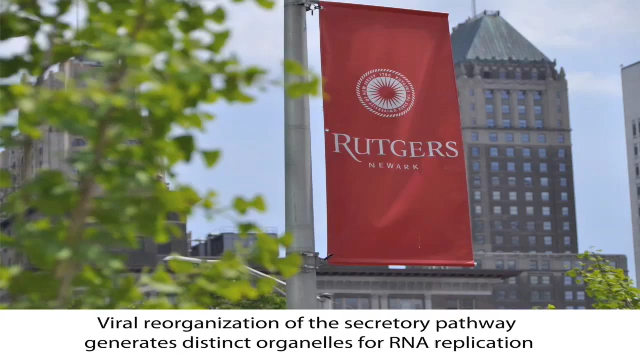 RUTGERS
NEWARK
Viral reorganization of the secretory pathway
generates distinct organelles for RNA replication